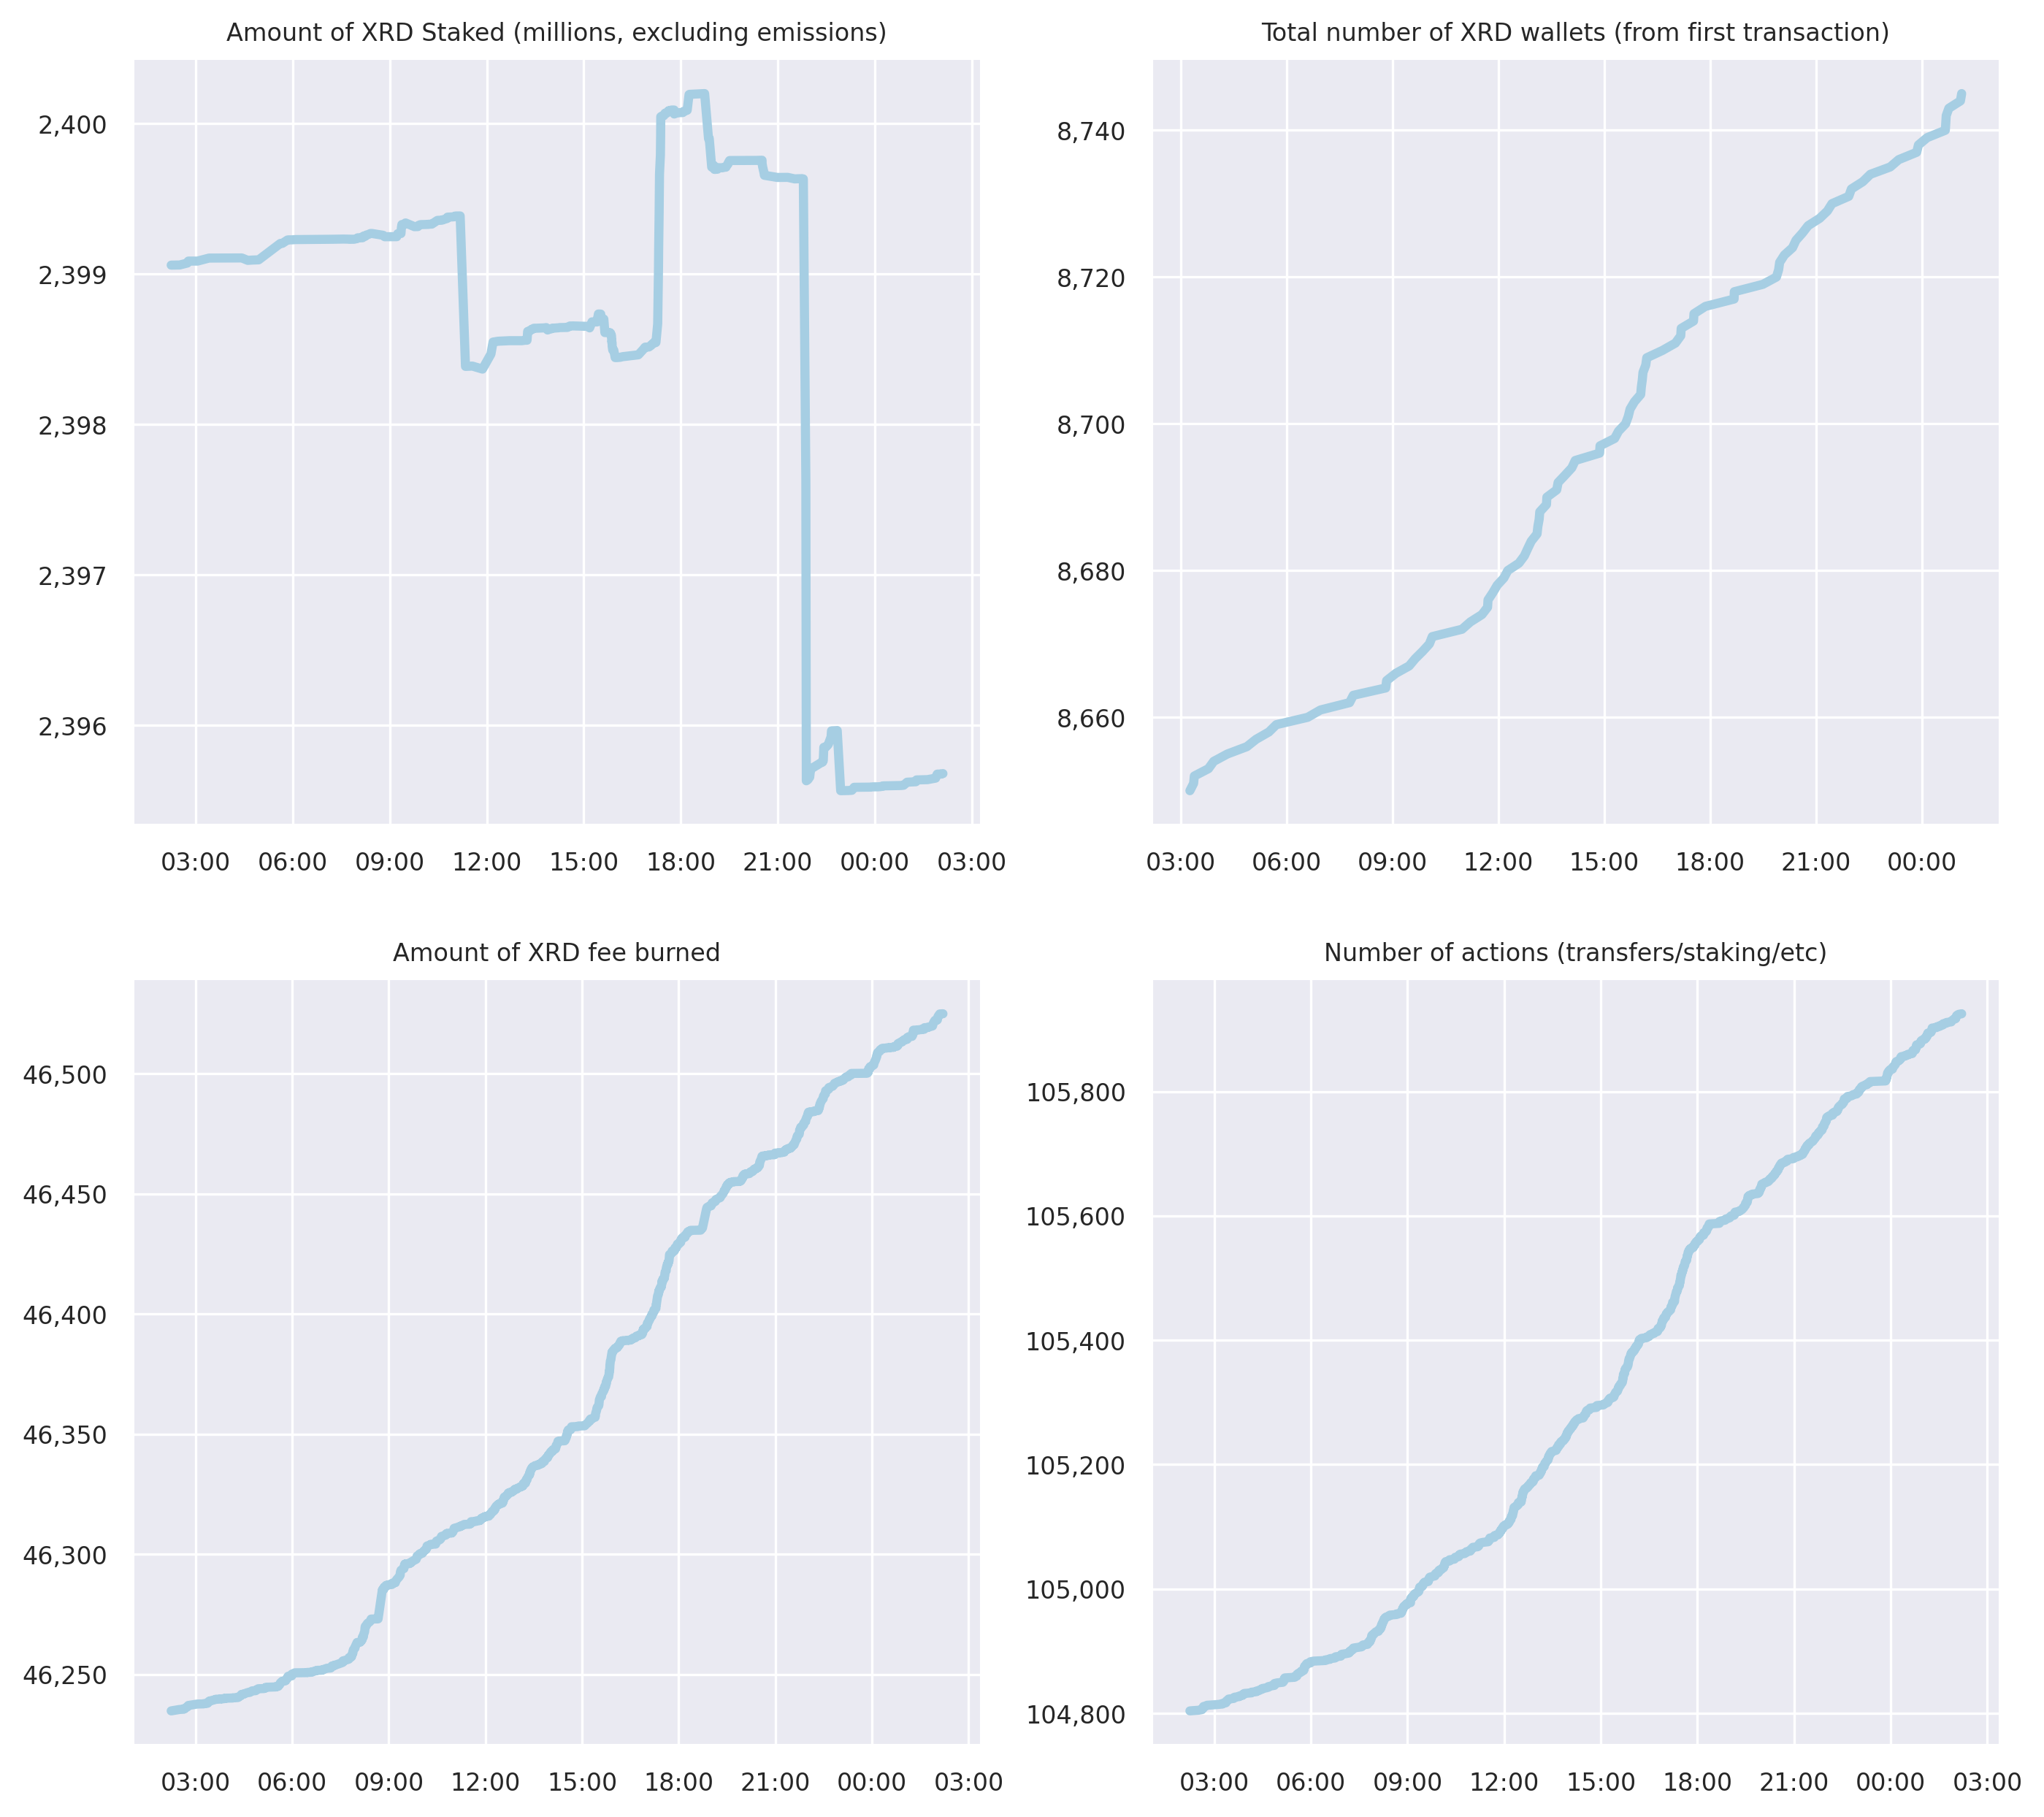 Amount of XRD Staked (millions, excluding emissions)
2,400
2,399
2,398
2,397
2,396
03:00 06:00 09:00 12:00 15:00 18:00 21:00 00:00 03:00
Total number of XRD wallets (from first transaction)
8,740
8,720
8,700
8,680
8,660
03:00 06:00 09:00 12:00 15:00 18:00 21:00 00:00
Amount of XRD fee burned
46,500
46,450
46,400
46,350
46,300
46,250
03:00 06:00 09:00 12:00 15:00 18:00 21:00 00:00 03:00
Number of actions (transfers/staking/etc)
105,800
105,600
105,400
105,200
105,000
104,800
03:00 06:00 09:00 12:00 15:00 18:00 21:00 00:00 03:00